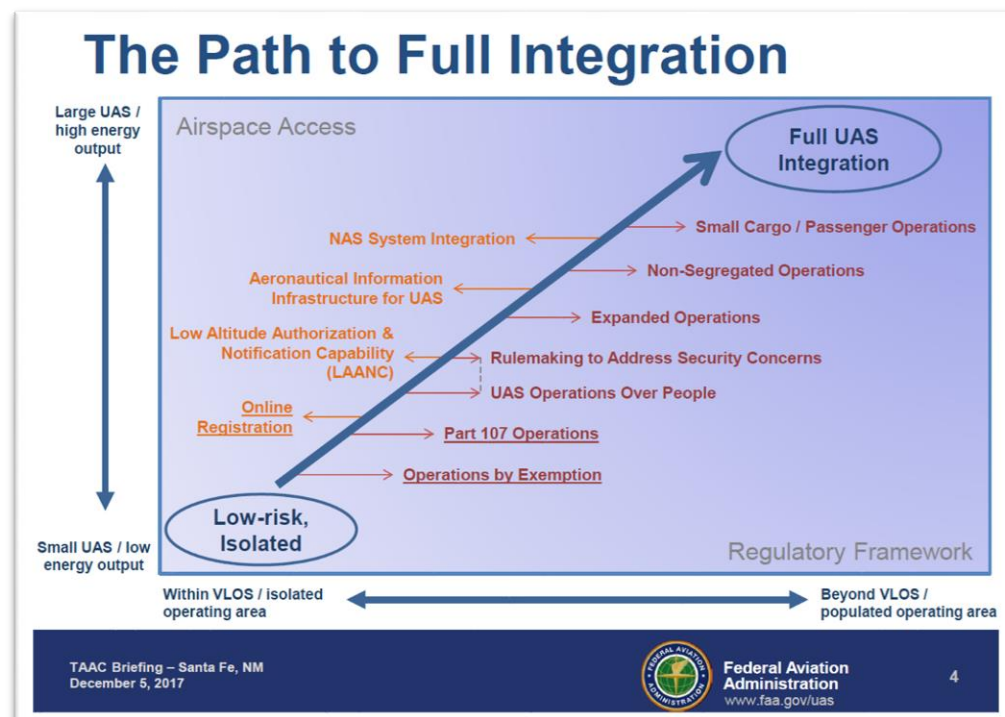 The Path to Full Integration
Large UAS /
high energy
output
Airspace Access
Full UAS
Integration
NAS System Integration
Small Cargo / Passenger Operations
Aeronautical Information
Infrastructure for UAS
Non-Segregated Operations
Expanded Operations
Low Altitude Authorization &
Notification Capability
(LAANC)
Rulemaking to Address Security Concerns
UAS Operations Over People
Online
Registration
Part 107 Operations
Operations by Exemption
Low-risk,
Isolated
Small UAS / low
energy output
Regulatory Framework
Within VLOS / isolated
operating area
Beyond VLOS /
populated operating area
TAAC Briefing – Santa Fe, NM
December 5, 2017
FEDERAL AVIATION
ADMINISTRATION
Federal Aviation
Administration
www.faa.gov/uas
4